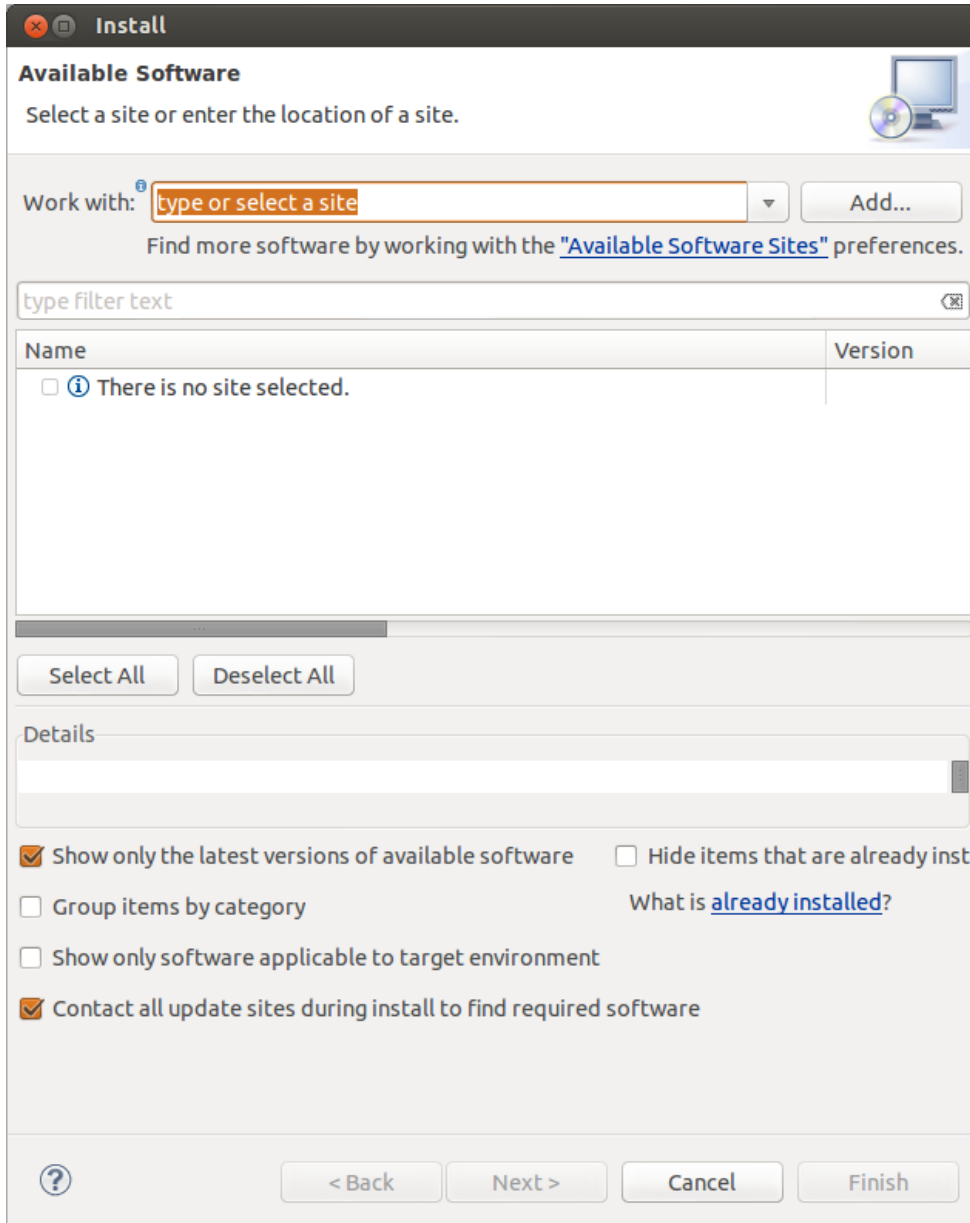 Install
Available Software
Select a site or enter the location of a site.
Work with: type or select a site Add...
Find more software by working with the "Available Software Sites" preferences.
type filter text
Name Version
There is no site selected.
Select All Deselect All
Details
Show only the latest versions of available software Hide items that are already inst
Group items by category What is already installed?
Show only software applicable to target environment
Contact all update sites during install to find required software
? < Back Next > Cancel Finish